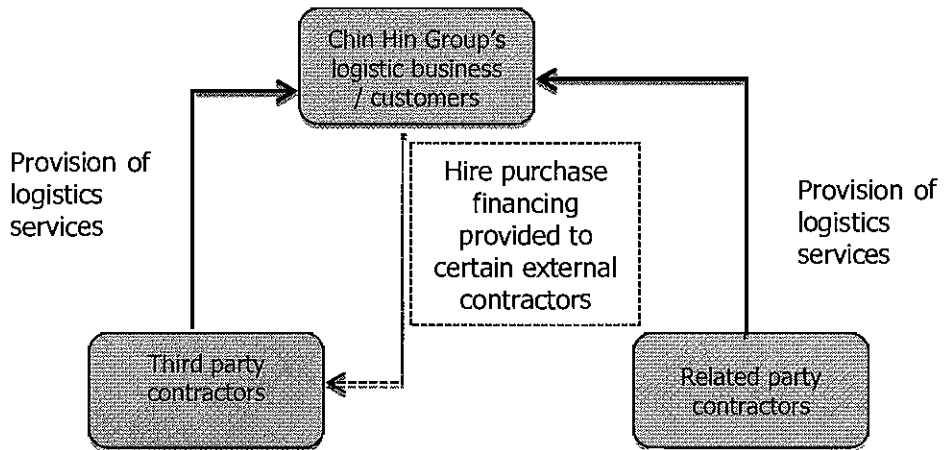 Chin Hin Group's
logistic business
/ customers
Provision of
logistics
services
Hire purchase
financing
provided to
certain external
contractors
Provision of
logistics
services
Third party
contractors
Related party
contractors